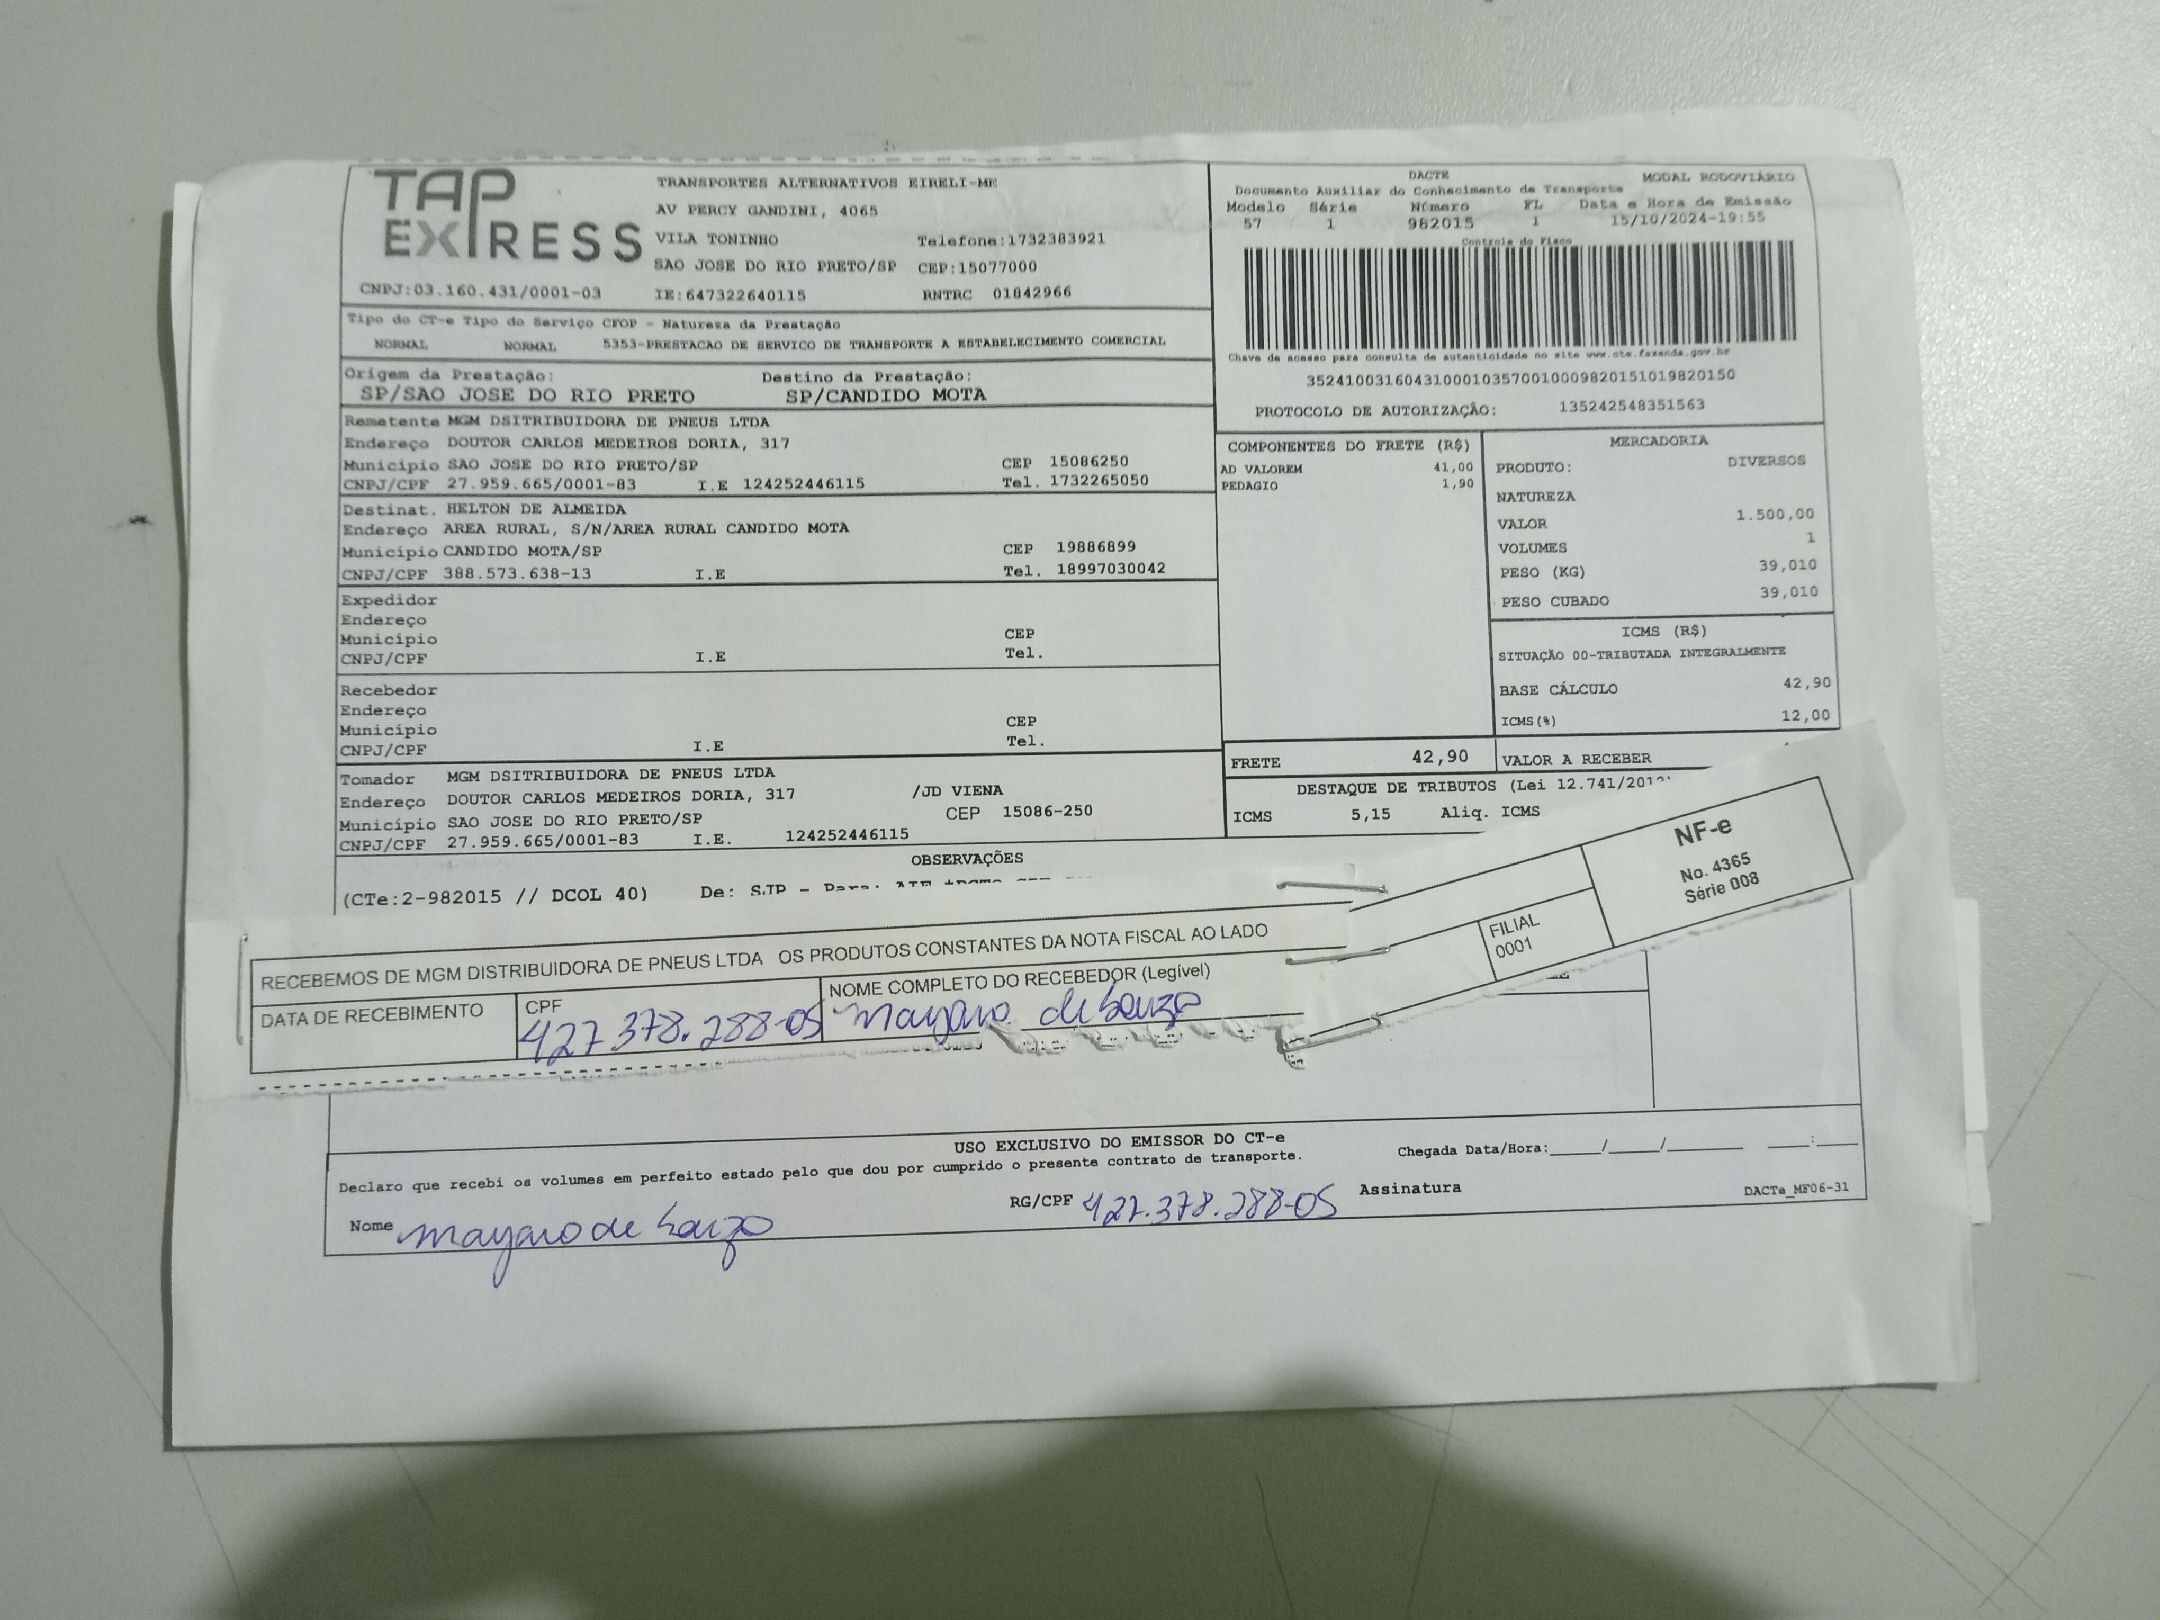 TAP EXPRESS
TRANSPORTES ALTERNATIVOS EIRELI-ME
AV PERCY GANDINI, 4065
VILA TONINHO Telefone:1732383921
SAO JOSE DO RIO PRETO/SP CEP:15077000
CNPJ:03.160.431/0001-03 IE:647322640115 RNTRC 01842966
DACTE MODAL RODOVIÁRIO
Documento Auxiliar do Conhecimento de Transporte
Modelo Série Número FL Data e Hora de Emissão
57 1 982015 1 15/10/2024-19:55
Controle do Fisco
Chave de acesso para consulta de autenticidade no site www.cte.fazenda.gov.br
35241003160431000103570010009820151019820150
PROTOCOLO DE AUTORIZAÇÃO: 135242548351563
Tipo do CT-e Tipo do Serviço CFOP - Natureza da Prestação
NORMAL NORMAL 5353-PRESTACAO DE SERVICO DE TRANSPORTE A ESTABELECIMENTO COMERCIAL
Origem da Prestação: Destino da Prestação:
SP/SAO JOSE DO RIO PRETO SP/CANDIDO MOTA
Remetente MGM DSITRIBUIDORA DE PNEUS LTDA
Endereço DOUTOR CARLOS MEDEIROS DORIA, 317
Município SAO JOSE DO RIO PRETO/SP CEP 15086250
CNPJ/CPF 27.959.665/0001-83 I.E 124252446115 Tel. 1732265050
Destinat. HELTON DE ALMEIDA
Endereço AREA RURAL, S/N/AREA RURAL CANDIDO MOTA
Município CANDIDO MOTA/SP CEP 19886899
CNPJ/CPF 388.573.638-13 I.E Tel. 18997030042
Expedidor
Endereço
Município CEP
CNPJ/CPF I.E Tel.
Recebedor
Endereço
Município CEP
CNPJ/CPF I.E Tel.
Tomador MGM DSITRIBUIDORA DE PNEUS LTDA
Endereço DOUTOR CARLOS MEDEIROS DORIA, 317 /JD VIENA
Município SAO JOSE DO RIO PRETO/SP CEP 15086-250
CNPJ/CPF 27.959.665/0001-83 I.E. 124252446115
COMPONENTES DO FRETE (R$)
AD VALOREM 41,00
PEDAGIO 1,90
MERCADORIA
PRODUTO: DIVERSOS
NATUREZA
VALOR 1.500,00
VOLUMES 1
PESO (KG) 39,010
PESO CUBADO 39,010
ICMS (R$)
SITUAÇÃO 00-TRIBUTADA INTEGRALMENTE
BASE CÁLCULO 42,90
ICMS(%) 12,00
FRETE 42,90 VALOR A RECEBER
DESTAQUE DE TRIBUTOS (Lei 12.741/2012
ICMS 5,15 Aliq. ICMS
OBSERVAÇÕES
(CTe:2-982015 // DCOL 40) De: SJP - Para:
NF-e
No. 4365
Série 008
FILIAL
0001
RECEBEMOS DE MGM DISTRIBUIDORA DE PNEUS LTDA OS PRODUTOS CONSTANTES DA NOTA FISCAL AO LADO
DATA DE RECEBIMENTO CPF NOME COMPLETO DO RECEBEDOR (Legível)
427.378.288-05 mayara de Souza
USO EXCLUSIVO DO EMISSOR DO CT-e
Declaro que recebi os volumes em perfeito estado pelo que dou por cumprido o presente contrato de transporte.
Chegada Data/Hora:_____/_____/_______ ____:____
Nome mayara de Souza RG/CPF 427.378.288-05 Assinatura
DACTe_MF06-31